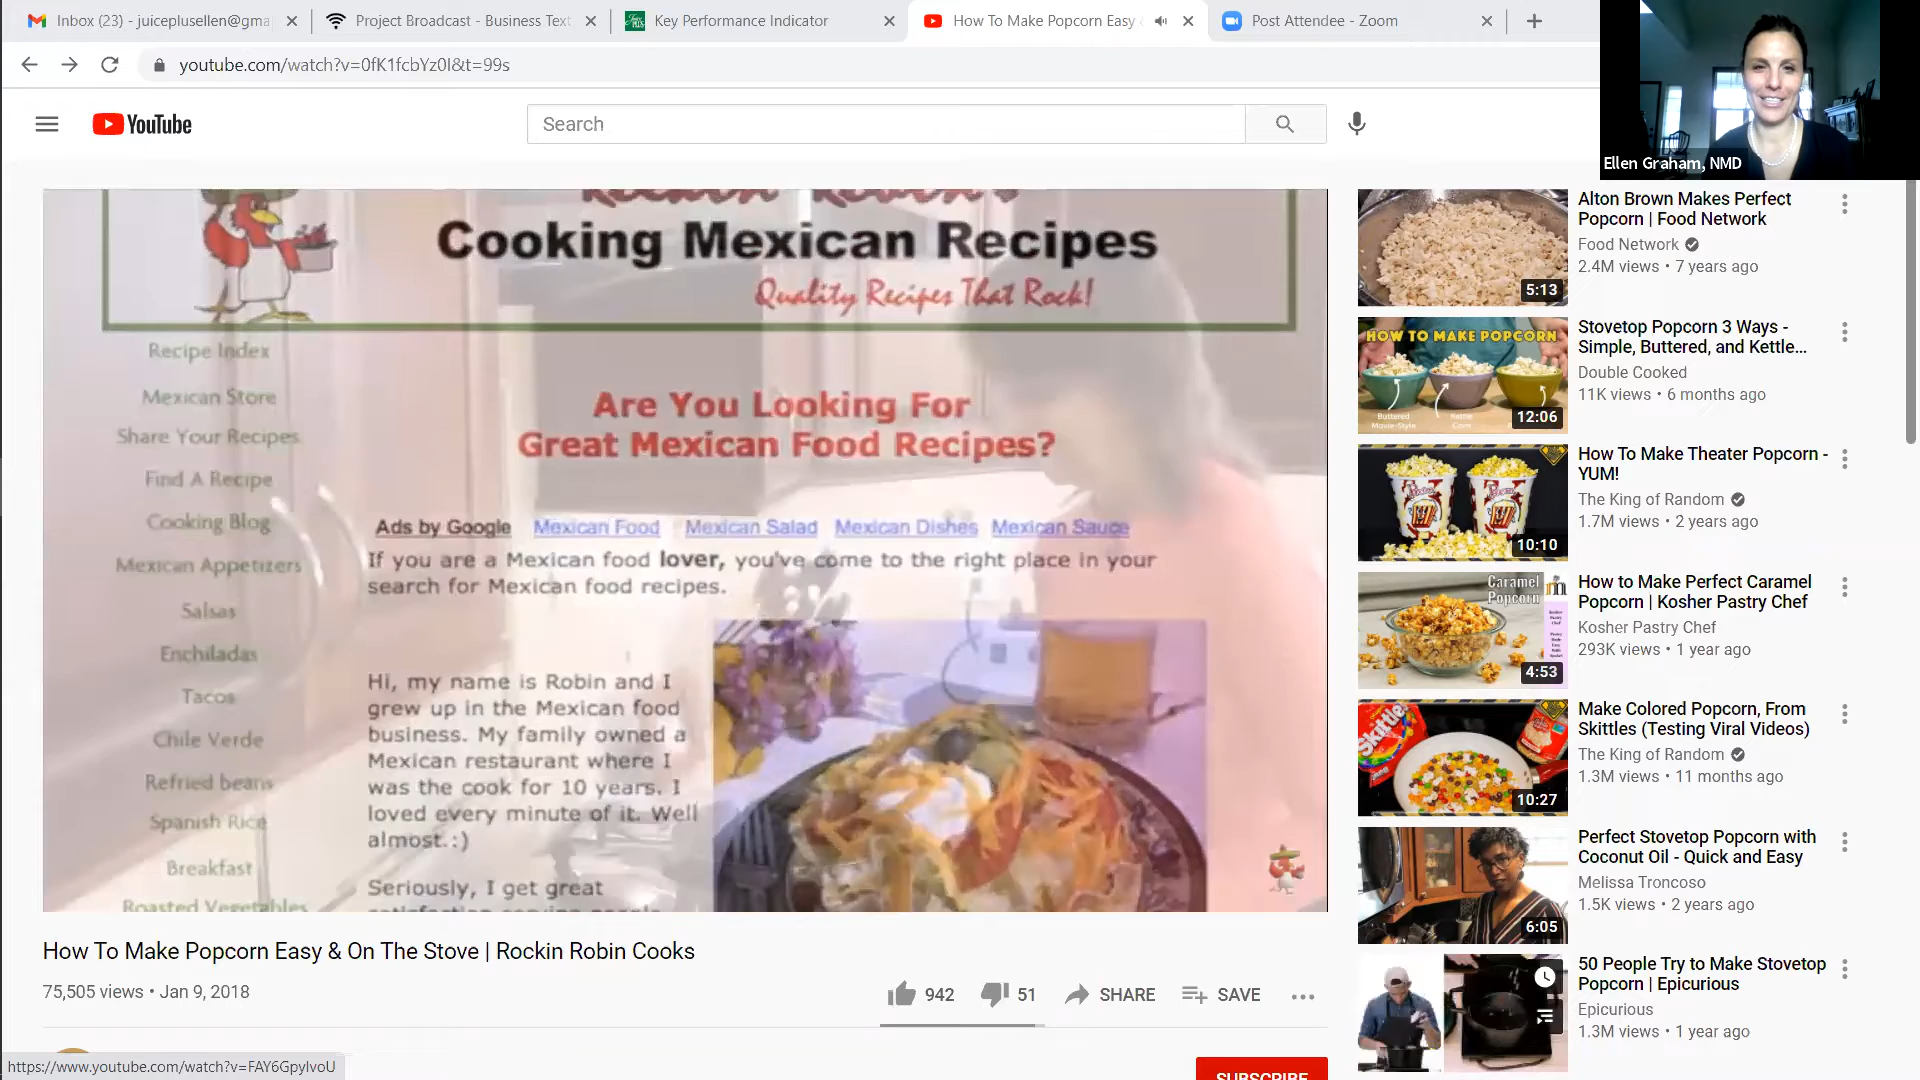 Inbox (23) - juiceplusellen@gma
Project Broadcast - Business Text
Key Performance Indicator
How To Make Popcorn Easy
Post Attendee - Zoom
youtube.com/watch?v=0fK1fcbYz0I&t=99s
YouTube
Search
Ellen Graham, NMD
Cooking Mexican Recipes
Quality Recipes That Rock!
Recipe Index
Mexican Store
Share Your Recipes
Find A Recipe
Cooking Blog
Mexican Appetizers
Salsas
Enchiladas
Tacos
Chile Verde
Refried beans
Spanish Rice
Breakfast
Roasted Vegetables
Are You Looking For
Great Mexican Food Recipes?
Ads by Google Mexican Food Mexican Salad Mexican Dishes Mexican Sauce
If you are a Mexican food lover, you've come to the right place in your
search for Mexican food recipes.
Hi, my name is Robin and I
grew up in the Mexican food
business. My family owned a
Mexican restaurant where I
was the cook for 10 years. I
loved every minute of it. Well
almost.:)
Seriously, I get great
How To Make Popcorn Easy & On The Stove | Rockin Robin Cooks
75,505 views • Jan 9, 2018
942
51
SHARE
SAVE
SUBSCRIBE
https://www.youtube.com/watch?v=FAY6GpylvoU
5:13
Alton Brown Makes Perfect
Popcorn | Food Network
Food Network
2.4M views • 7 years ago
HOW TO MAKE POPCORN
Buttered
Movie-Style
Kettle
Corn
12:06
Stovetop Popcorn 3 Ways -
Simple, Buttered, and Kettle...
Double Cooked
11K views • 6 months ago
10:10
How To Make Theater Popcorn -
YUM!
The King of Random
1.7M views • 2 years ago
Caramel
Popcorn
4:53
How to Make Perfect Caramel
Popcorn | Kosher Pastry Chef
Kosher Pastry Chef
293K views • 1 year ago
Skittles
10:27
Make Colored Popcorn, From
Skittles (Testing Viral Videos)
The King of Random
1.3M views • 11 months ago
6:05
Perfect Stovetop Popcorn with
Coconut Oil - Quick and Easy
Melissa Troncoso
1.5K views • 2 years ago
50 People Try to Make Stovetop
Popcorn | Epicurious
Epicurious
1.3M views • 1 year ago